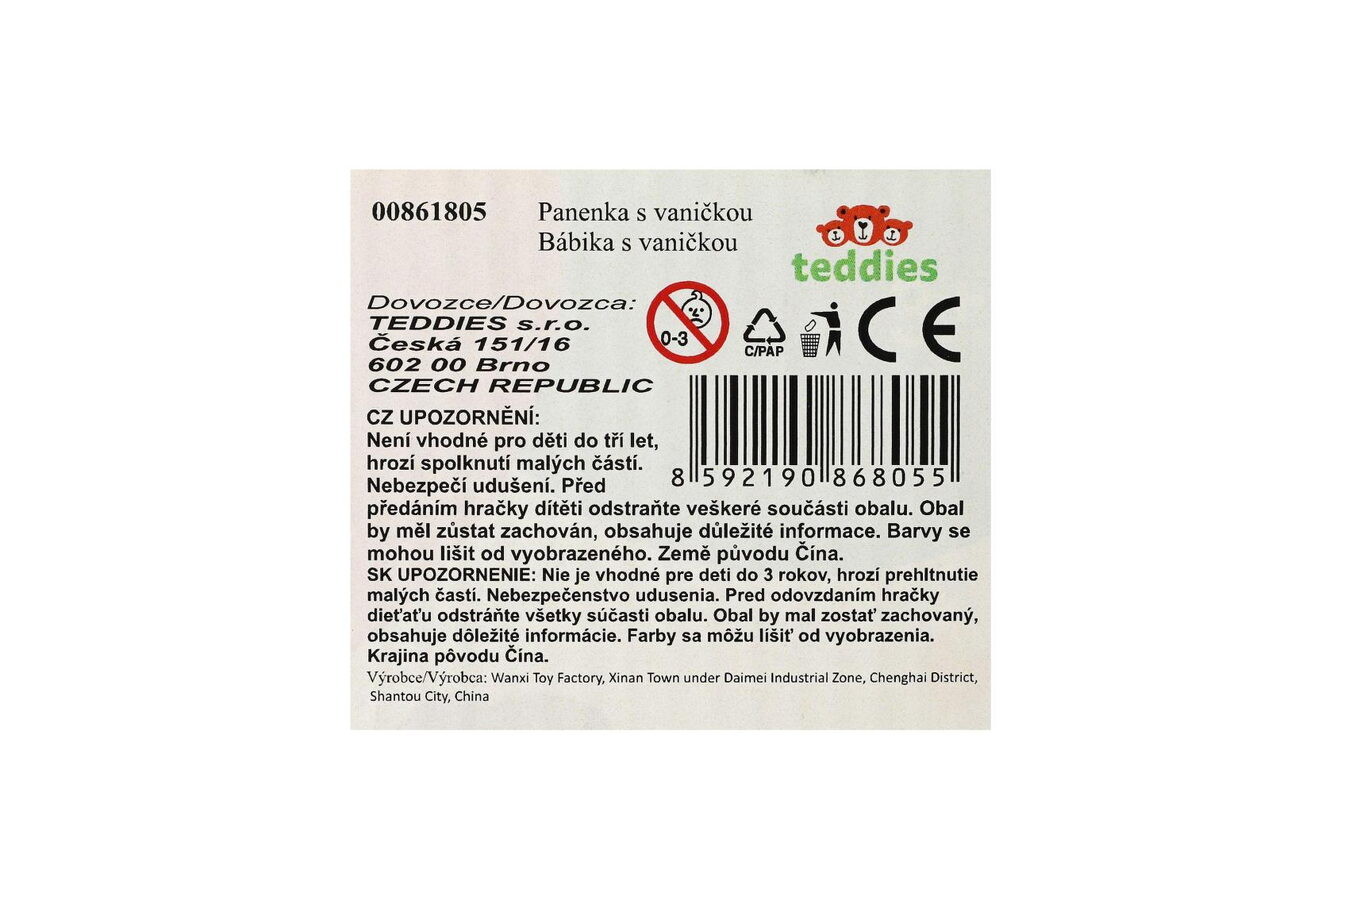 00861805
Panenka s vaničkou
Bábika s vaničkou
teddies
Dovozce/Dovozca:
TEDDIES s.r.o.
Česká 151/16
602 00 Brno
CZECH REPUBLIC
0-3
C/PAP
CE
8 592190 868055
CZ UPOZORNĚNÍ:
Není vhodné pro děti do tří let,
hrozí spolknutí malých částí.
Nebezpečí udušení. Před
předáním hračky dítěti odstraňte veškeré součásti obalu. Obal
by měl zůstat zachován, obsahuje důležité informace. Barvy se
mohou lišit od vyobrazeného. Země původu Čína.
SK UPOZORNENIE: Nie je vhodné pre deti do 3 rokov, hrozí prehltnutie
malých častí. Nebezpečenstvo udusenia. Pred odovzdaním hračky
dieťaťu odstráňte všetky súčasti obalu. Obal by mal zostať zachovaný,
obsahuje dôležité informácie. Farby sa môžu líšiť od vyobrazenia.
Krajina pôvodu Čína.
Výrobce/Výrobca: Wanxi Toy Factory, Xinan Town under Daimei Industrial Zone, Chenghai District,
Shantou City, China